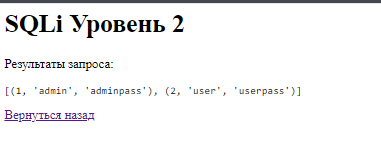 SQLi Уровень 2
Результаты запроса:
[(1, 'admin', 'adminpass'), (2, 'user', 'userpass')]
Вернуться назад